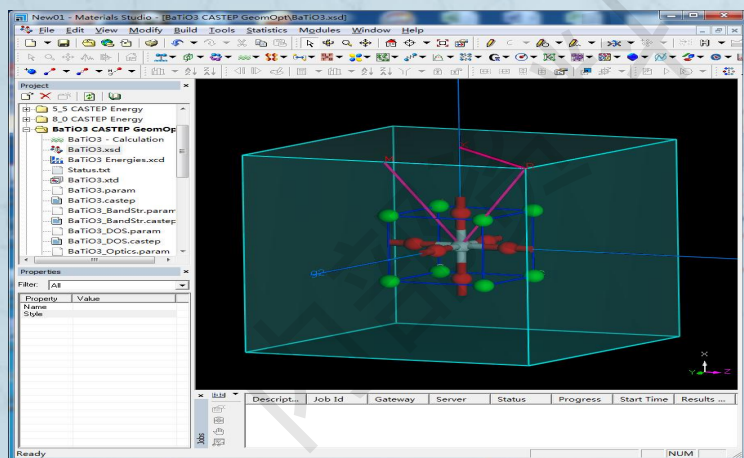 New01 - Materials Studio - [BaTiO3 CASTEP GeomOpt\BaTiO3.xsd]
File Edit View Modify Build Tools Statistics Modules Window Help
Project
5_5 CASTEP Energy
8_0 CASTEP Energy
BaTiO3 CASTEP GeomOp
BaTiO3 - Calculation
BaTiO3.xsd
BaTiO3 Energies.xcd
Status.txt
BaTiO3.xtd
BaTiO3.param
BaTiO3.castep
BaTiO3_BandStr.param
BaTiO3_BandStr.castep
BaTiO3_DOS.param
BaTiO3_DOS.castep
BaTiO3_Optics.param
Properties
Filter: All
Property Value
Name
Style
g2
X
Y Z
Jobs
Descript... Job Id Gateway Server Status Progress Start Time Results ...
Ready
NUM